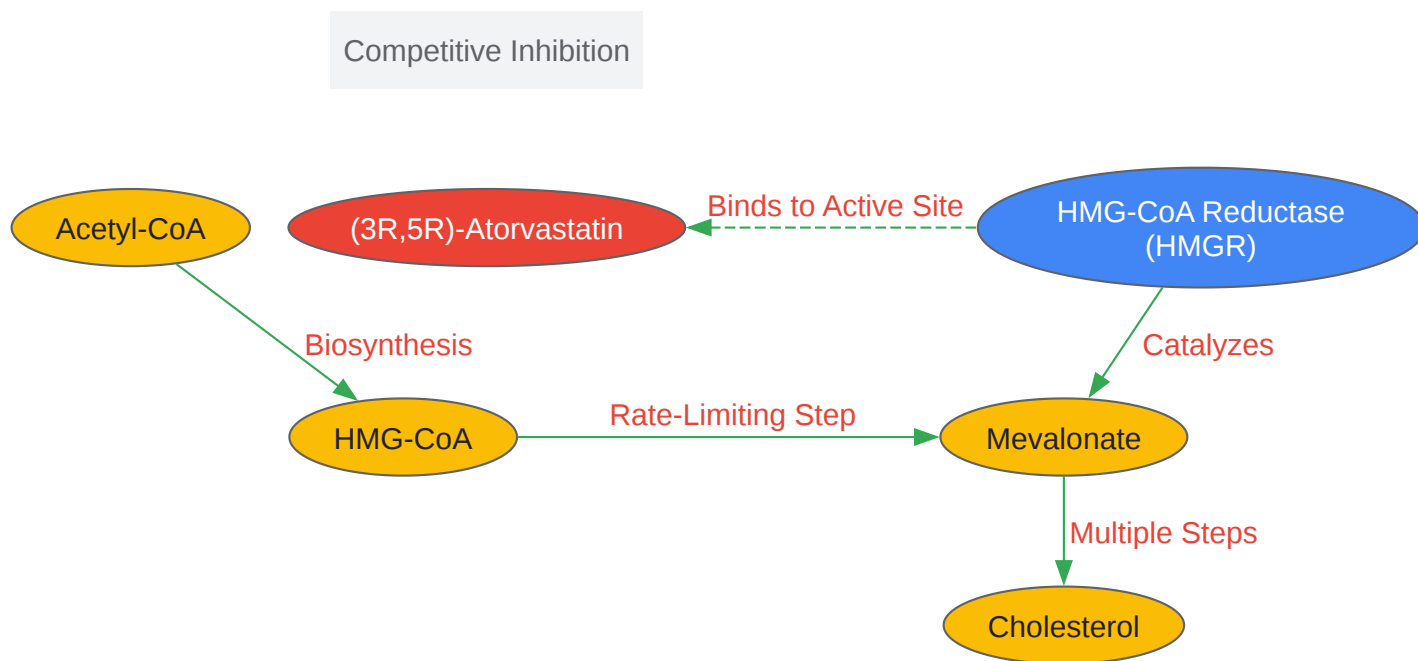 Competitive Inhibition
Acetyl-CoA
(3R,5R)-Atorvastatin
Binds to Active Site
HMG-CoA Reductase
(HMGR)
Biosynthesis
Catalyzes
HMG-CoA
Rate-Limiting Step
Mevalonate
Multiple Steps
Cholesterol